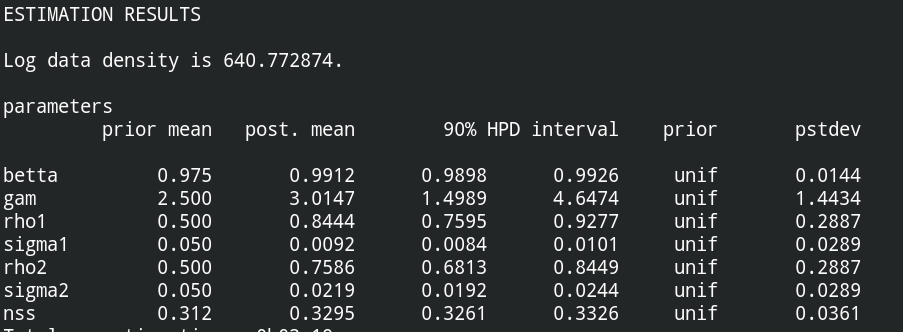 ESTIMATION RESULTS
Log data density is 640.772874.
parameters
prior mean post. mean 90% HPD interval prior pstdev
betta 0.975 0.9912 0.9898 0.9926 unif 0.0144
gam 2.500 3.0147 1.4989 4.6474 unif 1.4434
rho1 0.500 0.8444 0.7595 0.9277 unif 0.2887
sigma1 0.050 0.0092 0.0084 0.0101 unif 0.0289
rho2 0.500 0.7586 0.6813 0.8449 unif 0.2887
sigma2 0.050 0.0219 0.0192 0.0244 unif 0.0289
nss 0.312 0.3295 0.3261 0.3326 unif 0.0361